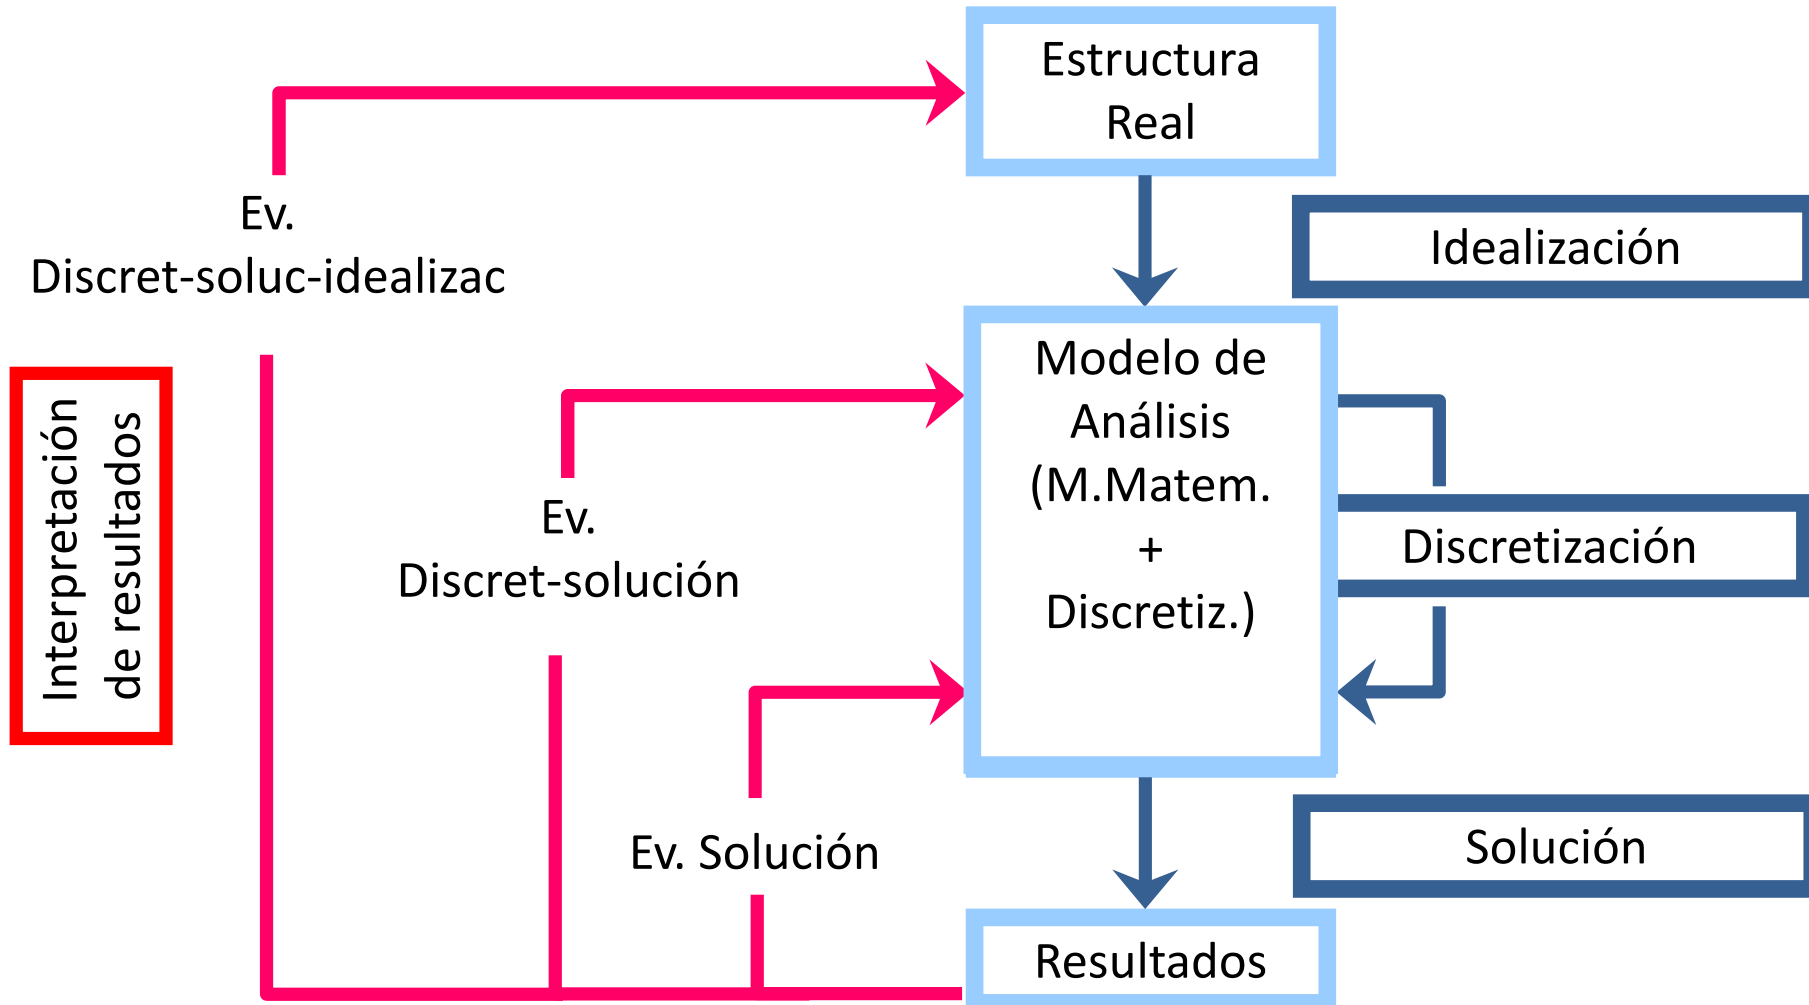 Estructura
Real
Ev.
Discret-soluc-idealizac
Idealización
Modelo de
Análisis
(M.Matem.
+
Discretiz.)
Interpretación
de resultados
Ev.
Discret-solución
Discretización
Ev. Solución
Solución
Resultados